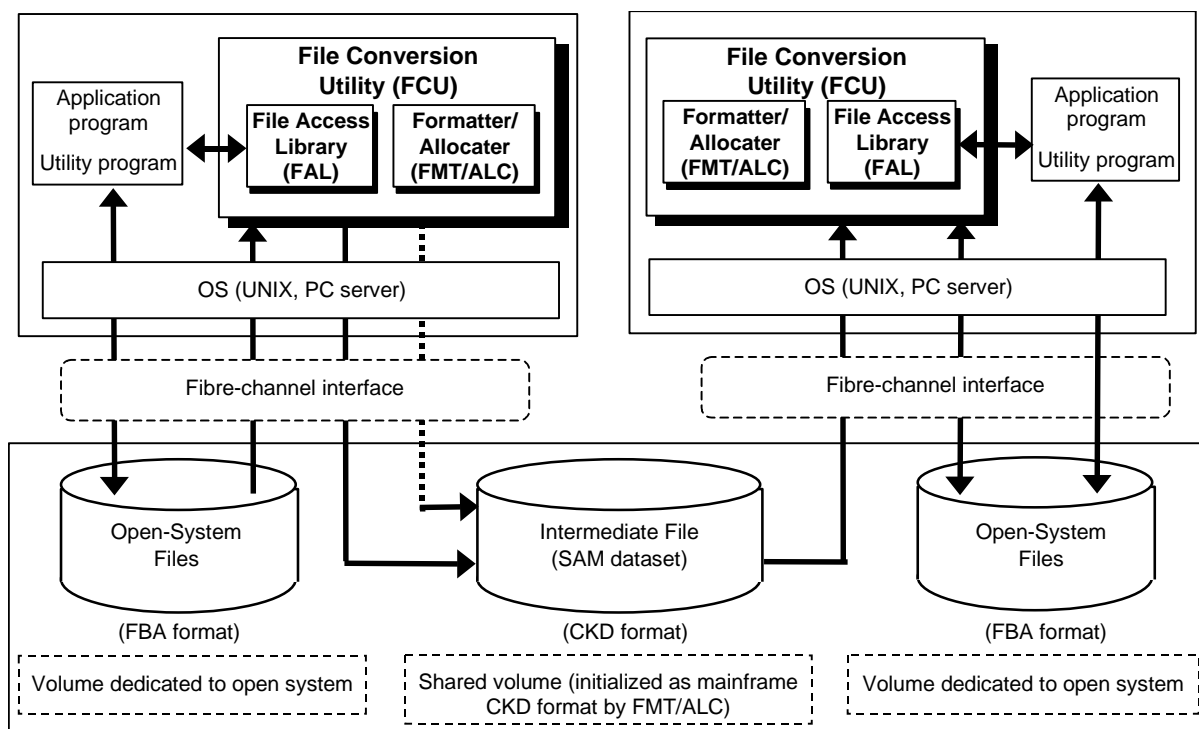 File Conversion
Utility (FCU)
Application
program
Utility program
File Access
Library
(FAL)
Formatter/
Allocater
(FMT/ALC)
OS (UNIX, PC server)
Fibre-channel interface
File Conversion
Utility (FCU)
Formatter/
Allocater
(FMT/ALC)
File Access
Library
(FAL)
Application
program
Utility program
OS (UNIX, PC server)
Fibre-channel interface
Open-System
Files
(FBA format)
Volume dedicated to open system
Intermediate File
(SAM dataset)
(CKD format)
Shared volume (initialized as mainframe
CKD format by FMT/ALC)
Open-System
Files
(FBA format)
Volume dedicated to open system